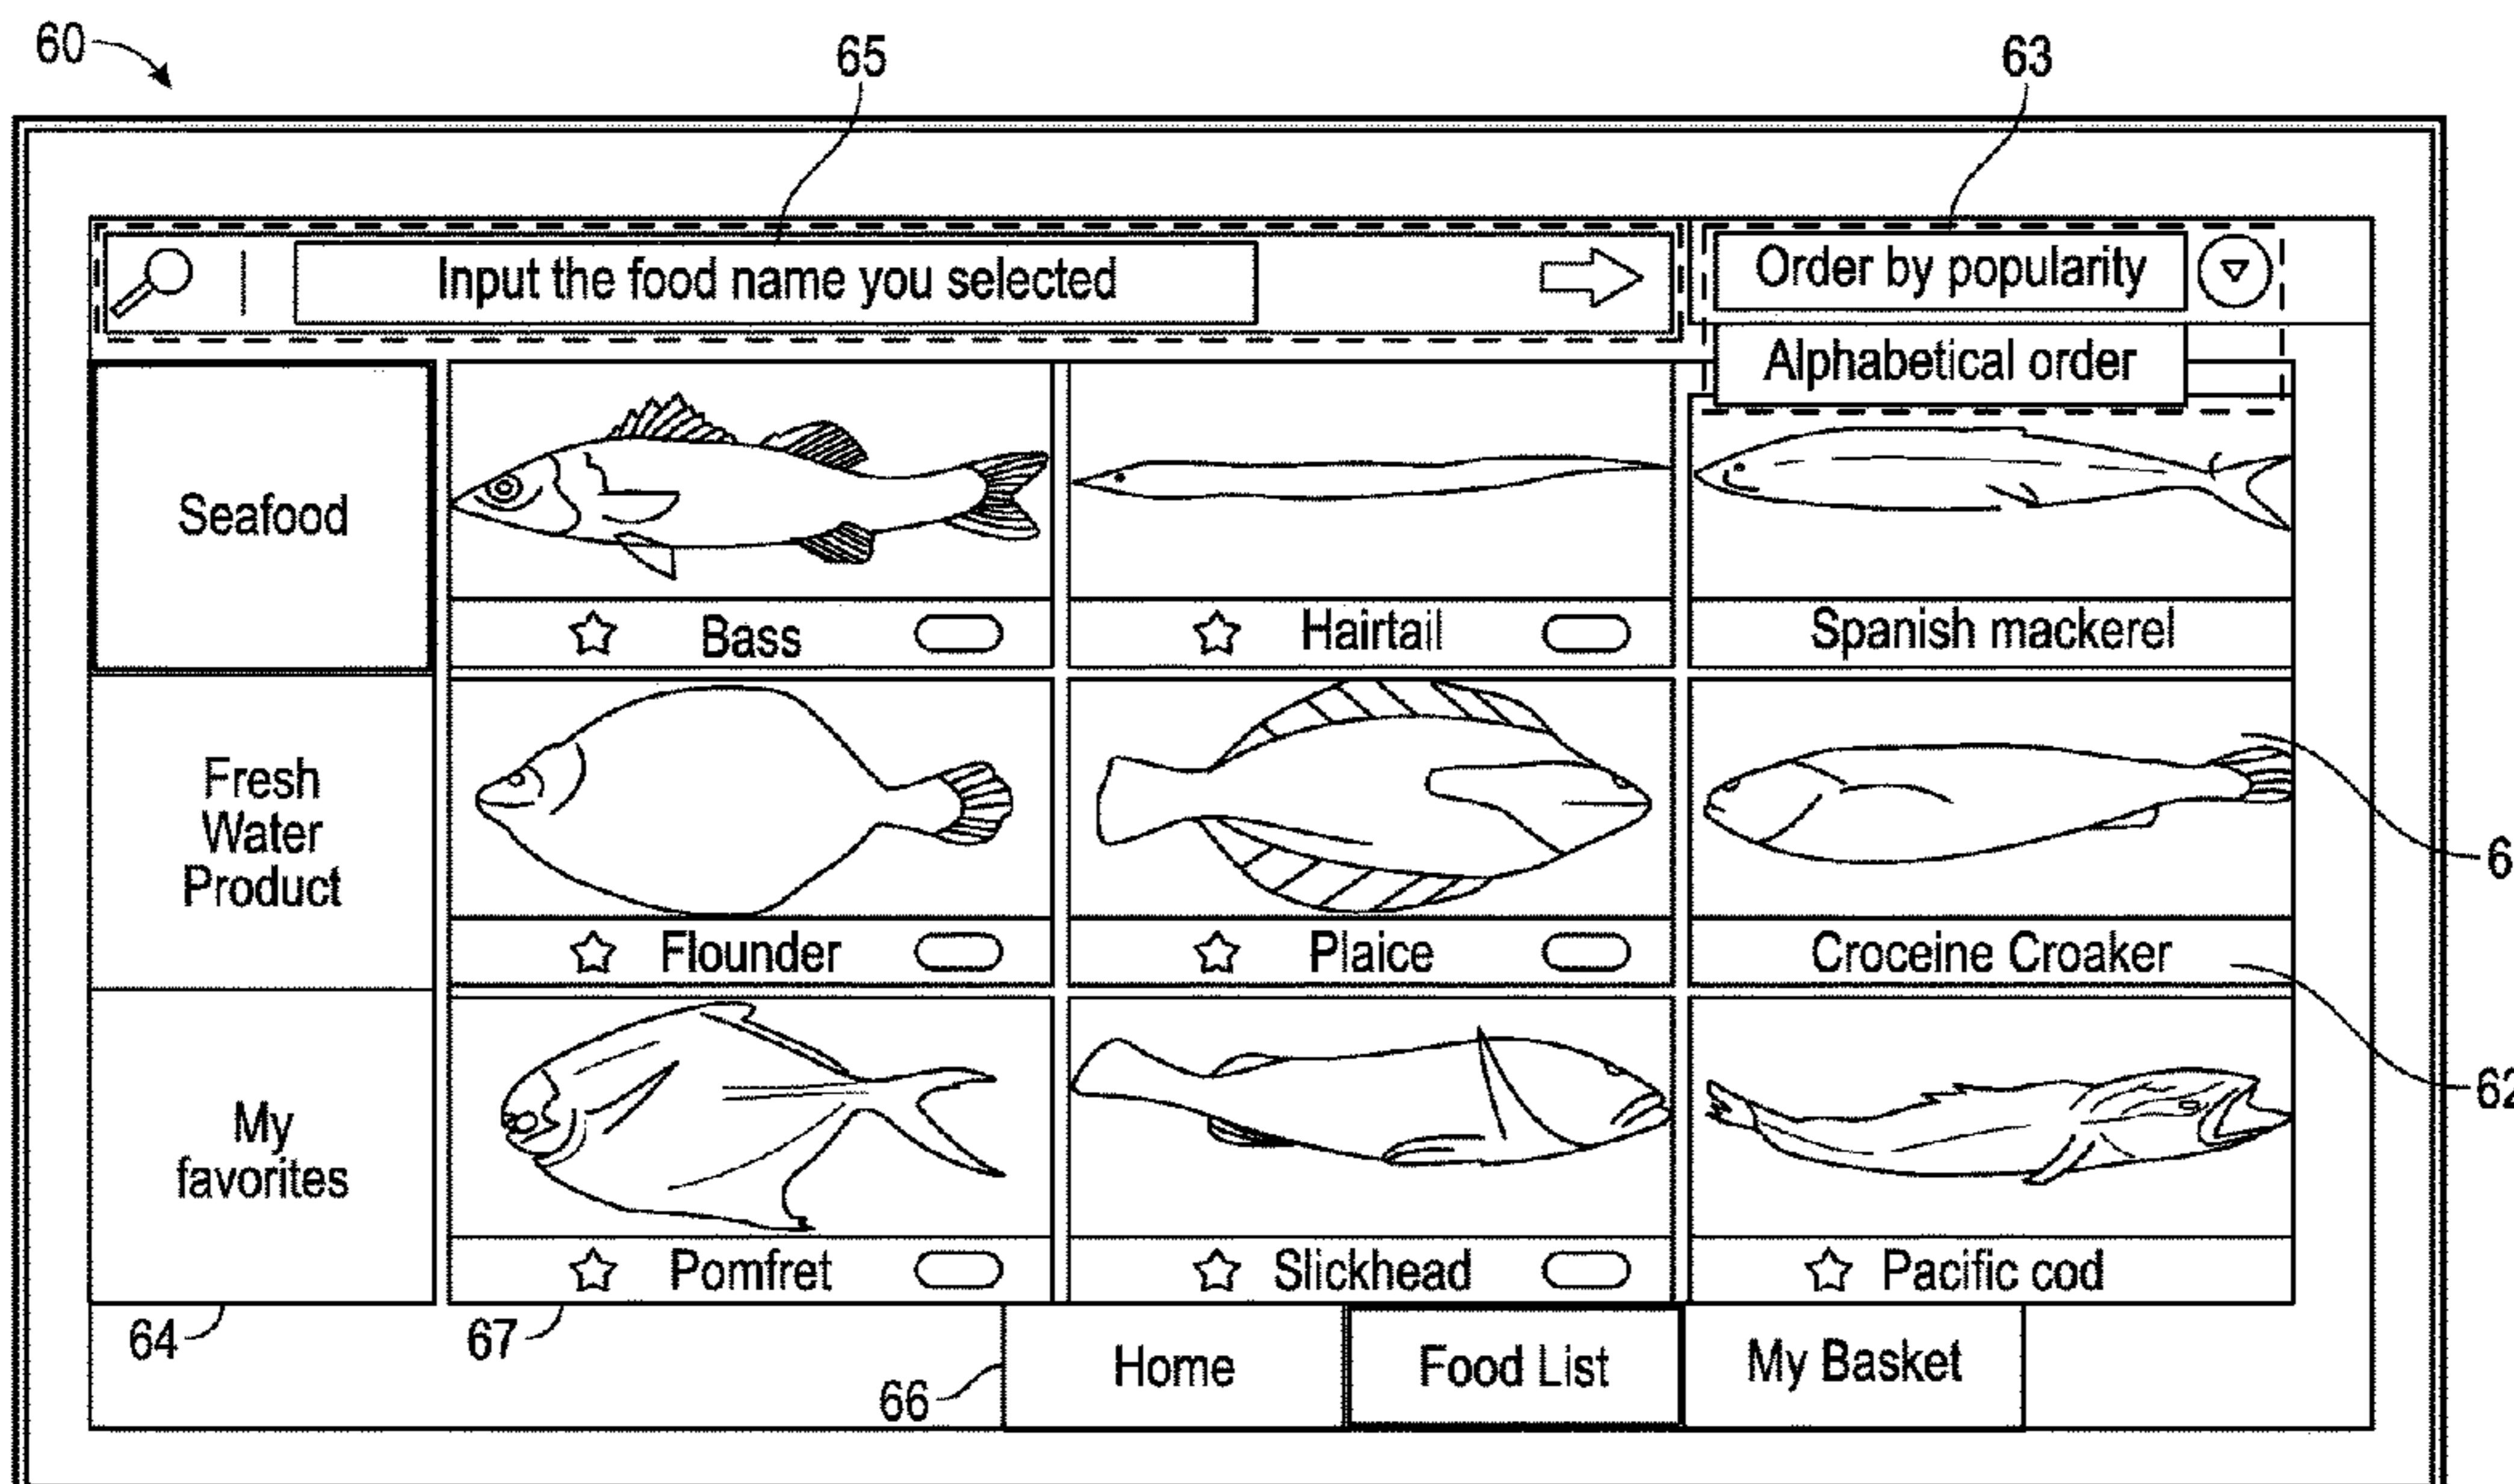 60
65
63
Input the food name you selected
Order by popularity
Alphabetical order
Seafood
Bass
Hairtail
Spanish mackerel
Fresh
Water
Product
Flounder
Plaice
Croceine Croaker
6
62
My
favorites
Pomfret
Slickhead
Pacific cod
64
67
66
Home
Food List
My Basket